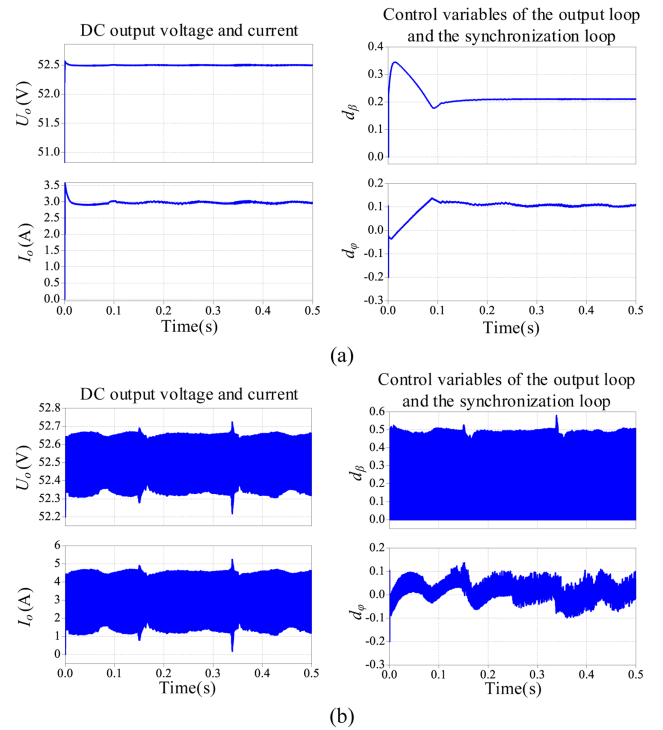 DC output voltage and current
Control variables of the output loop
and the synchronization loop
52.5
52.0
51.5
51.0
Uo(V)
0.4
0.2
0.0
dβ
3.5
3.0
2.5
2.0
1.5
1.0
0.5
0.0
Io(A)
0.0 0.1 0.2 0.3 0.4 0.5
Time(s)
0.2
0.1
0.0
-0.1
-0.2
-0.3
dφ
0.0 0.1 0.2 0.3 0.4 0.5
Time(s)
(a)
DC output voltage and current
Control variables of the output loop
and the synchronization loop
52.8
52.7
52.6
52.5
52.4
52.3
52.2
Uo(V)
0.6
0.5
0.4
0.3
0.2
0.1
0.0
dβ
6
5
4
3
2
1
0
Io(A)
0.0 0.1 0.2 0.3 0.4 0.5
Time(s)
0.2
0.1
0.0
-0.1
-0.2
-0.3
dφ
0.0 0.1 0.2 0.3 0.4 0.5
Time(s)
(b)